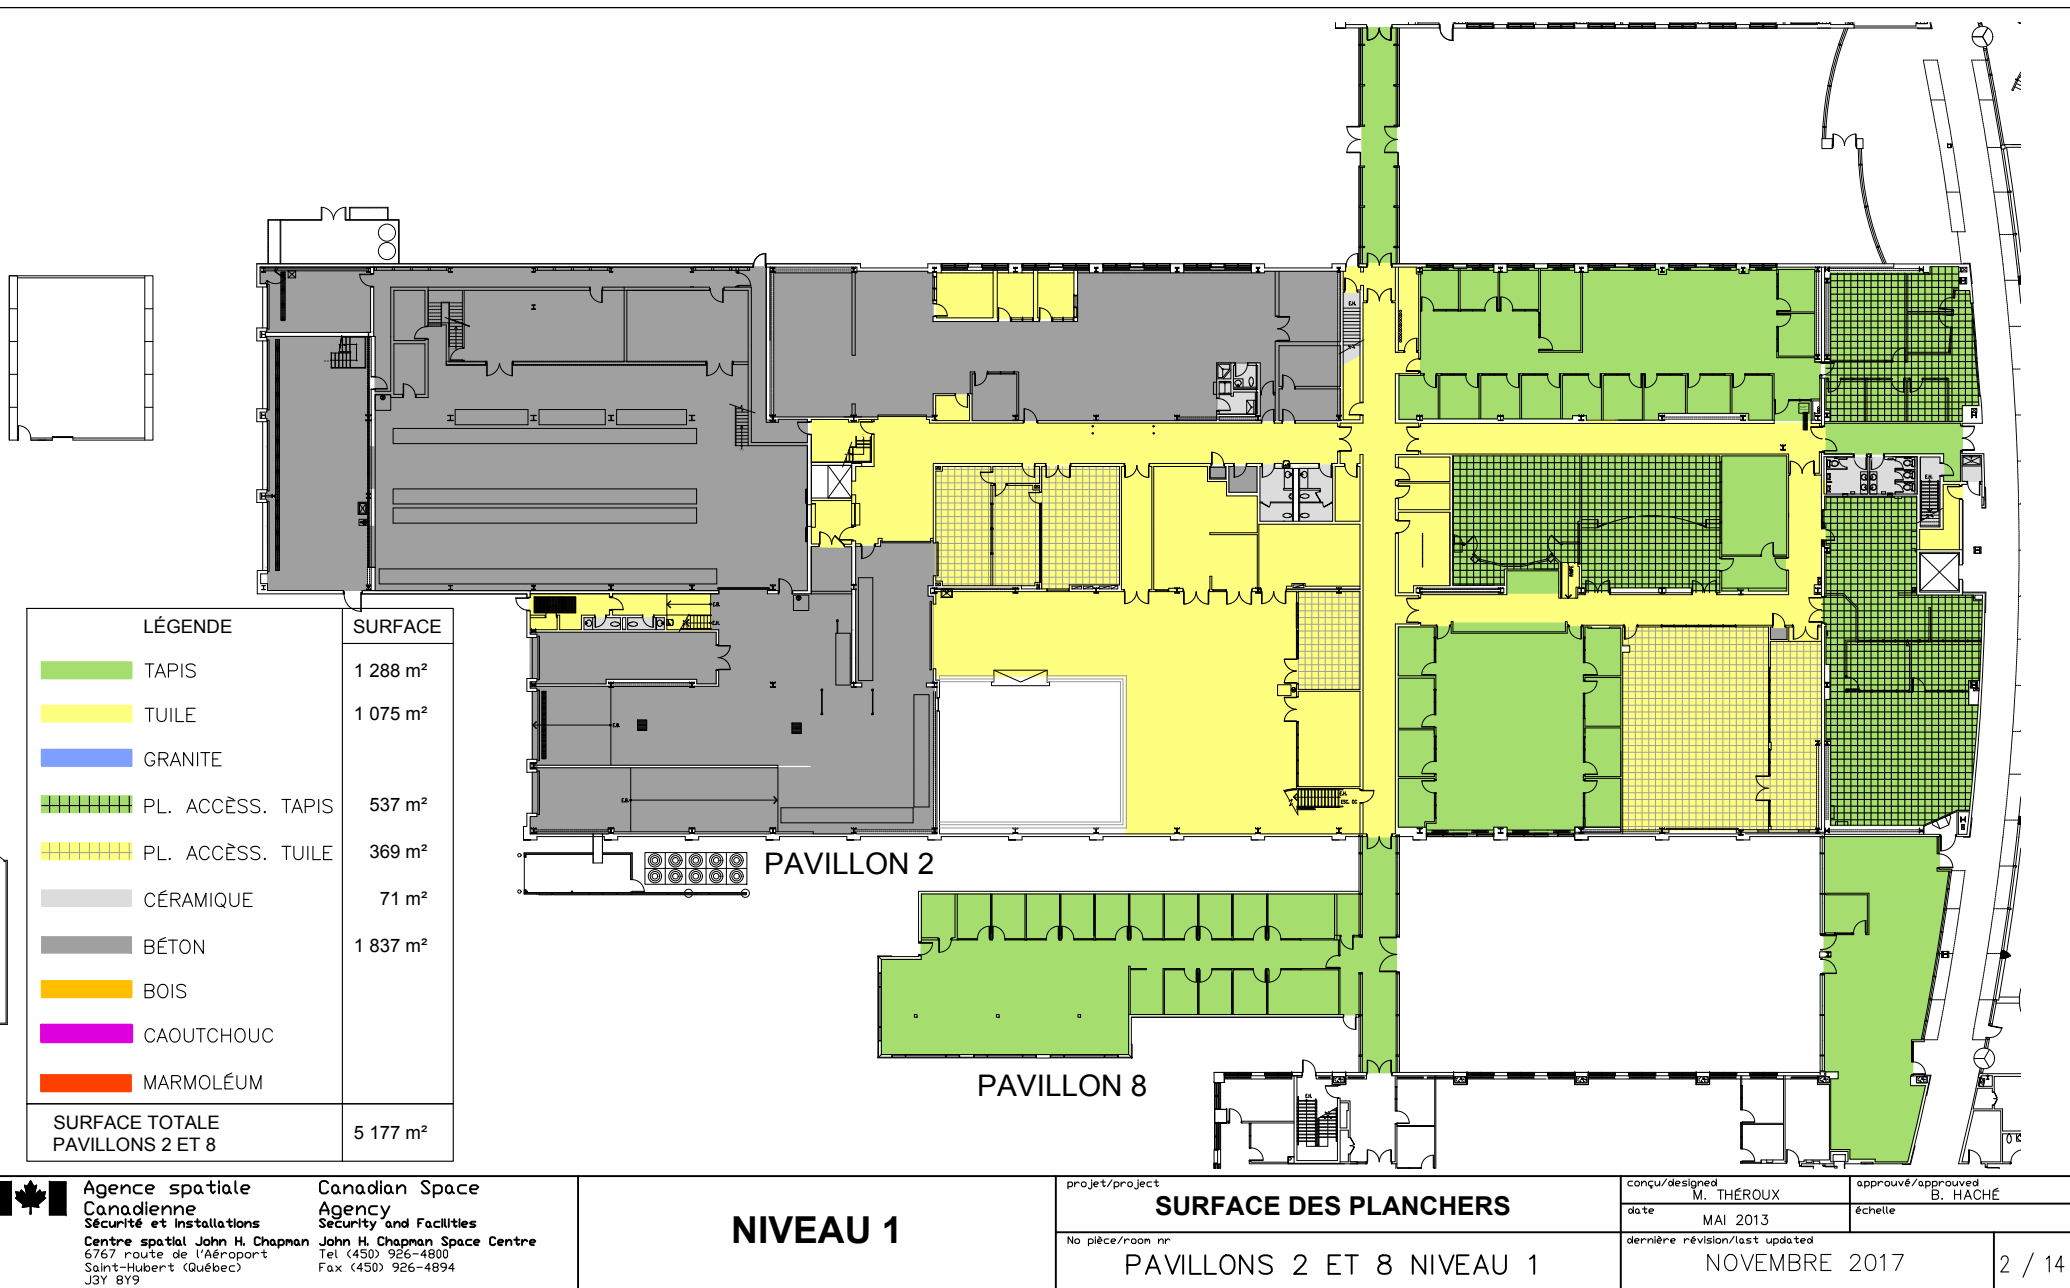 PAVILLON 2
PAVILLON 8
LÉGENDE SURFACE
TAPIS 1 288 m²
TUILE 1 075 m²
GRANITE
PL. ACCÈSS. TAPIS 537 m²
PL. ACCÈSS. TUILE 369 m²
CÉRAMIQUE 71 m²
BÉTON 1 837 m²
BOIS
CAOUTCHOUC
MARMOLÉUM
SURFACE TOTALE
PAVILLONS 2 ET 8 5 177 m²
Agence spatiale
Canadienne
Sécurité et Installations
Centre spatial John H. Chapman
6767 route de l'Aéroport
Saint-Hubert (Québec)
J3Y 8Y9
Canadian Space
Agency
Security and Facilities
John H. Chapman Space Centre
Tel (450) 926-4800
Fax (450) 926-4894
NIVEAU 1
projet/project
SURFACE DES PLANCHERS
No pièce/room nr
PAVILLONS 2 ET 8 NIVEAU 1
conçu/designed
M. THÉROUX
approuvé/approuved
B. HACHÉ
date
MAI 2013
échelle
dernière révision/last updated
NOVEMBRE 2017
2 / 14